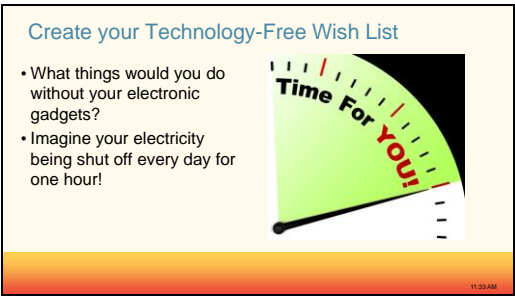 Create your Technology-Free Wish List
• What things would you do
without your electronic
gadgets?
• Imagine your electricity
being shut off every day for
one hour!
Time For YOU!
11:33 AM